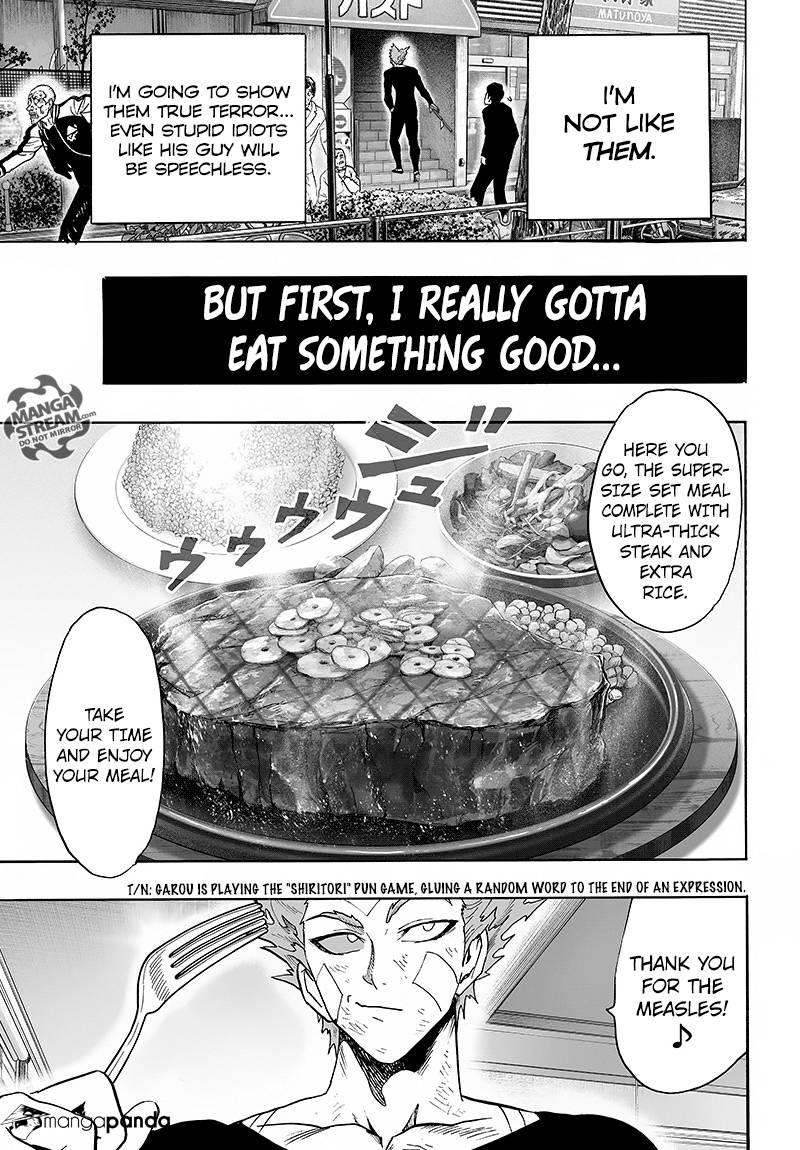 I'M
NOT LIKE
THEM.
I'M GOING TO SHOW
THEM TRUE TERROR...
EVEN STUPID IDIOTS
LIKE HIS GUY WILL
BE SPEECHLESS.
MATUNOYA
BUT FIRST, I REALLY GOTTA
EAT SOMETHING GOOD...
MANGA
STREAM.com
DO NOT MIRROR
HERE YOU
GO, THE SUPER-
SIZE SET MEAL
COMPLETE WITH
ULTRA-THICK
STEAK AND
EXTRA
RICE.
ジュウウウウ
TAKE
YOUR TIME
AND ENJOY
YOUR MEAL!
T/N: GAROU IS PLAYING THE "SHIRITORI" PUN GAME, GLUING A RANDOM WORD TO THE END OF AN EXPRESSION.
THANK YOU
FOR THE
MEASLES!
♪
mangapanda